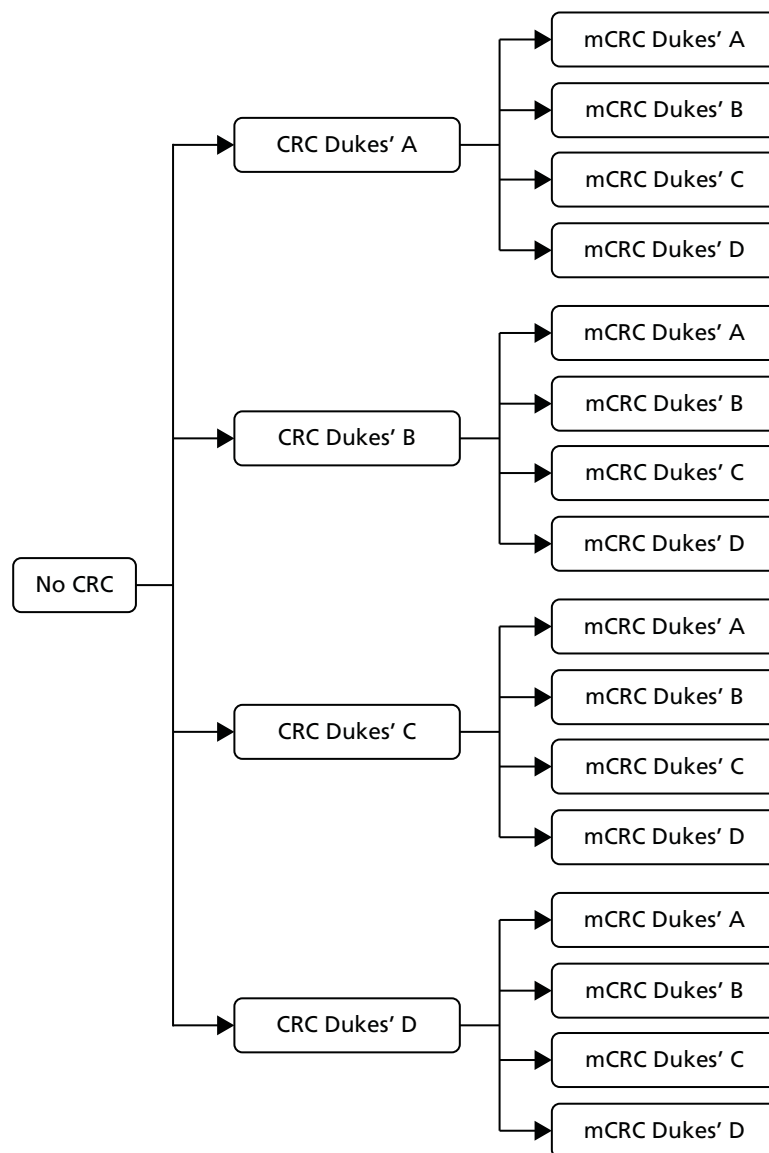 No CRC
CRC Dukes’ A
mCRC Dukes’ A
mCRC Dukes’ B
mCRC Dukes’ C
mCRC Dukes’ D
CRC Dukes’ B
mCRC Dukes’ A
mCRC Dukes’ B
mCRC Dukes’ C
mCRC Dukes’ D
CRC Dukes’ C
mCRC Dukes’ A
mCRC Dukes’ B
mCRC Dukes’ C
mCRC Dukes’ D
CRC Dukes’ D
mCRC Dukes’ A
mCRC Dukes’ B
mCRC Dukes’ C
mCRC Dukes’ D